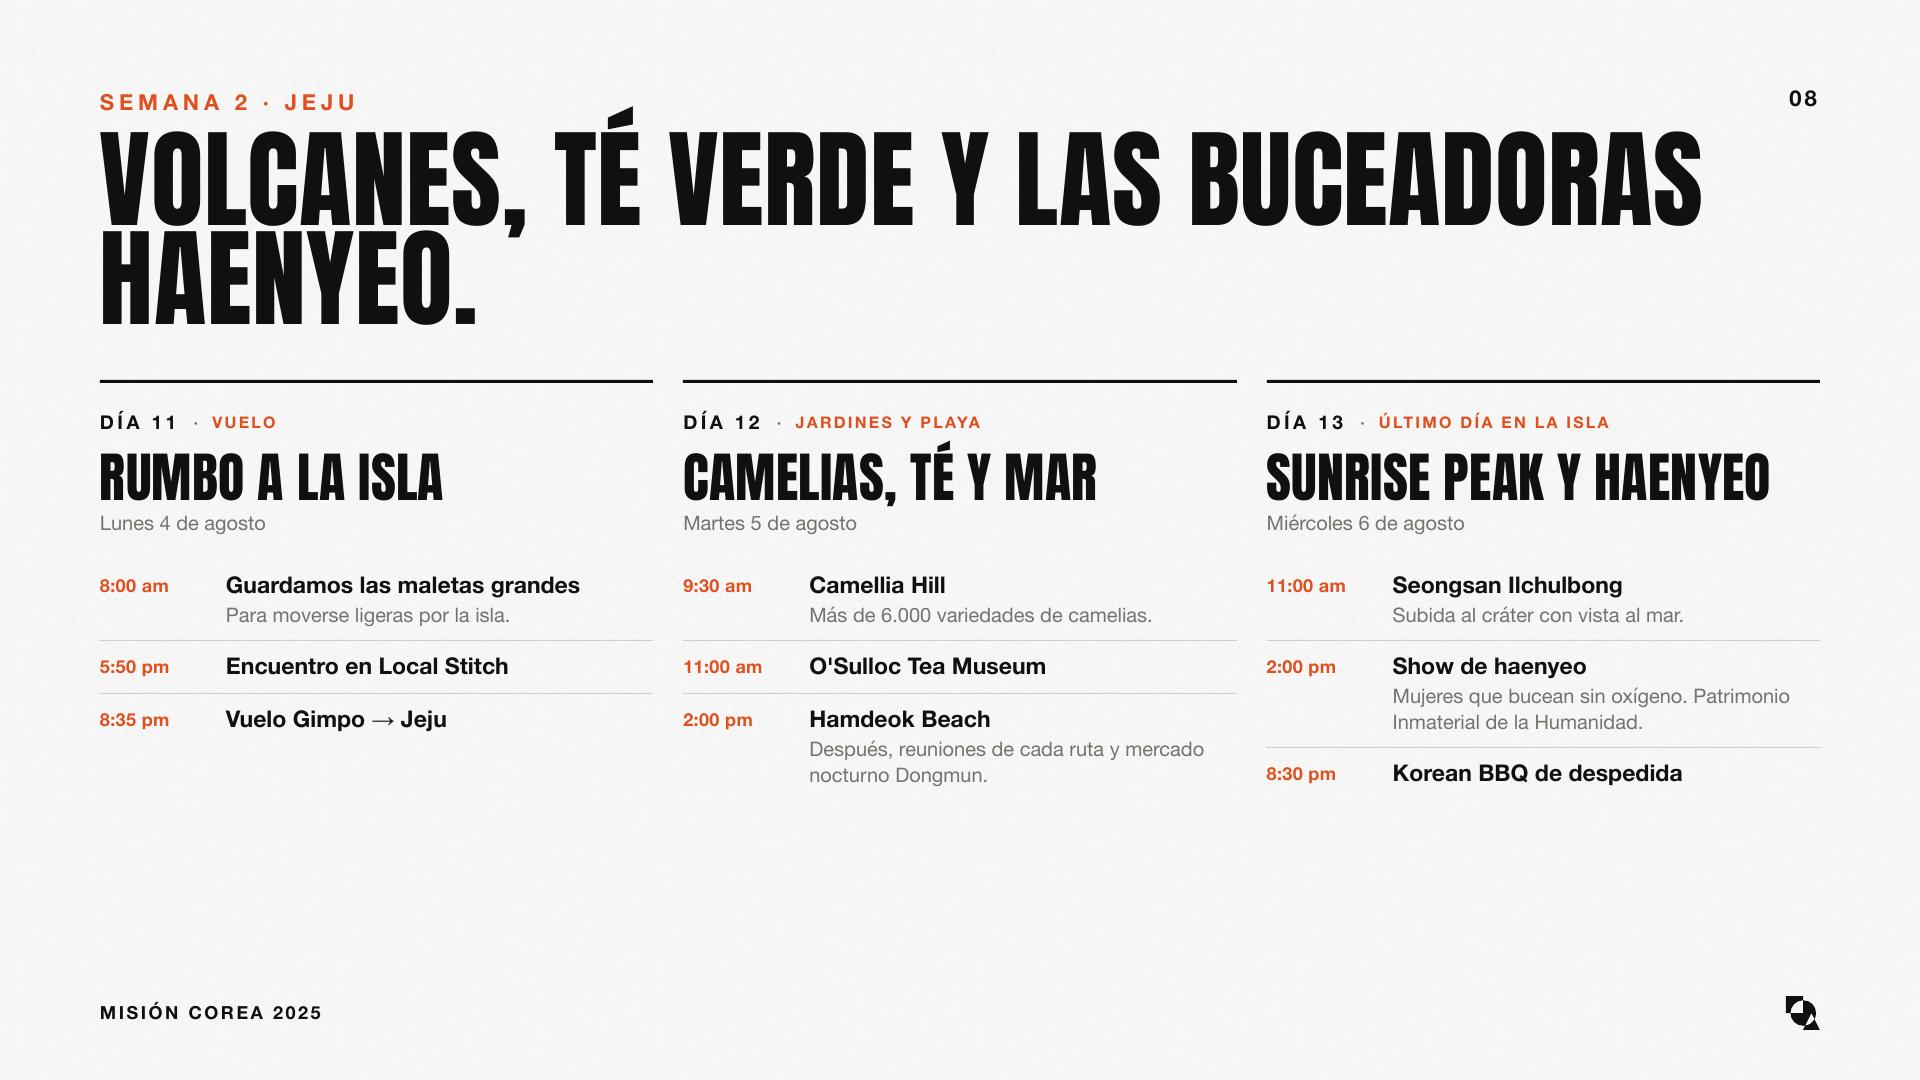 SEMANA 2 · JEJU
08
VOLCANES, TÉ VERDE Y LAS BUCEADORAS
HAENYEO.
DÍA 11 · VUELO
RUMBO A LA ISLA
Lunes 4 de agosto
8:00 am Guardamos las maletas grandes
Para moverse ligeras por la isla.
5:50 pm Encuentro en Local Stitch
8:35 pm Vuelo Gimpo → Jeju
DÍA 12 · JARDINES Y PLAYA
CAMELIAS, TÉ Y MAR
Martes 5 de agosto
9:30 am Camellia Hill
Más de 6.000 variedades de camelias.
11:00 am O'Sulloc Tea Museum
2:00 pm Hamdeok Beach
Después, reuniones de cada ruta y mercado
nocturno Dongmun.
DÍA 13 · ÚLTIMO DÍA EN LA ISLA
SUNRISE PEAK Y HAENYEO
Miércoles 6 de agosto
11:00 am Seongsan Ilchulbong
Subida al cráter con vista al mar.
2:00 pm Show de haenyeo
Mujeres que bucean sin oxígeno. Patrimonio
Inmaterial de la Humanidad.
8:30 pm Korean BBQ de despedida
MISIÓN COREA 2025